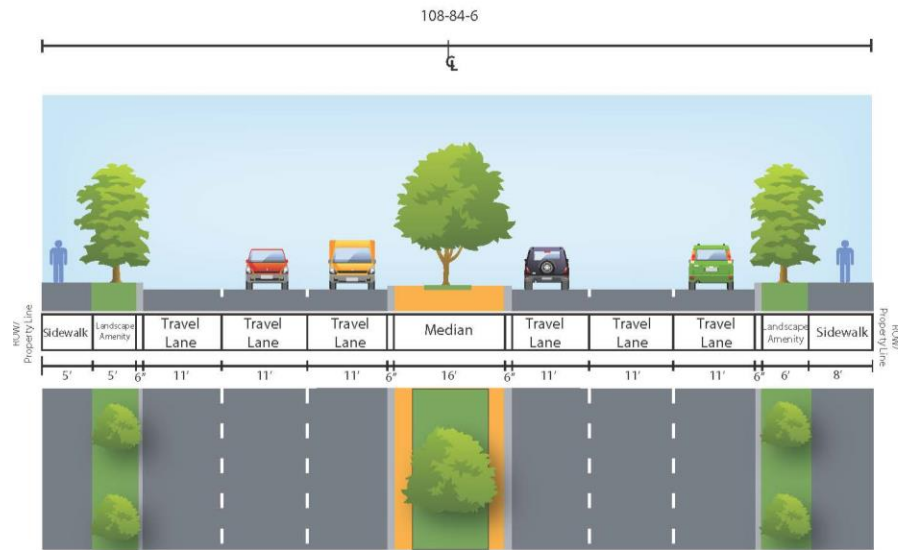 108-84-6
℄
ROW/
Property Line
Sidewalk
Landscape
Amenity
Travel
Lane
Travel
Lane
Travel
Lane
Median
Travel
Lane
Travel
Lane
Travel
Lane
Landscape
Amenity
Sidewalk
Property Line
ROW/
5' 5' 6" 11' 11' 11' 6" 16' 6" 11' 11' 11' 6" 6' 8'